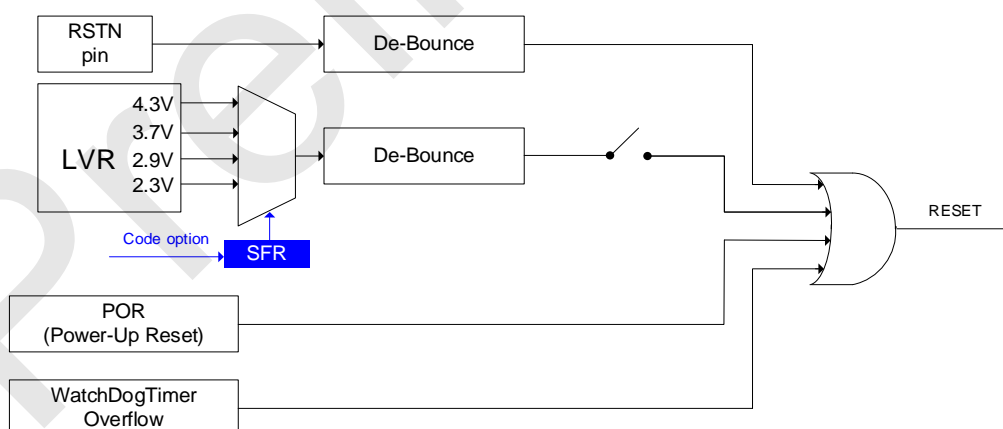 RSTN
pin
De-Bounce
4.3V
3.7V
LVR
2.9V
2.3V
De-Bounce
RESET
Code option
SFR
POR
(Power-Up Reset)
WatchDogTimer
Overflow